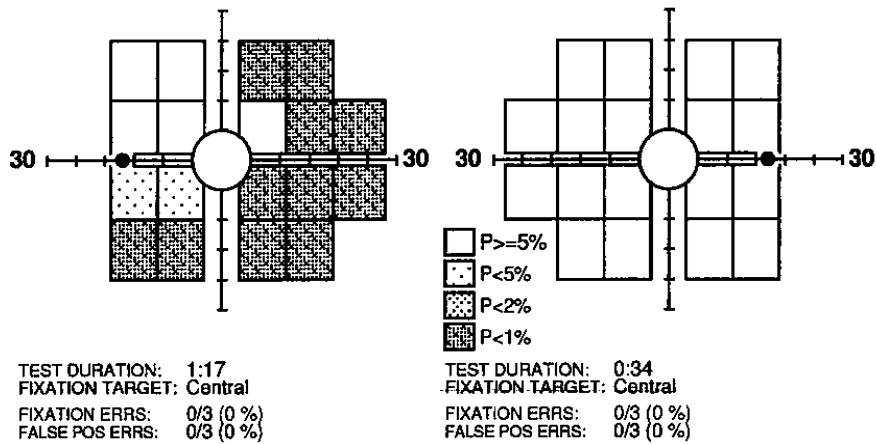 30 30 30 30
P>=5%
P<5%
P<2%
P<1%
TEST DURATION: 1:17
FIXATION TARGET: Central
FIXATION ERRS: 0/3 (0 %)
FALSE POS ERRS: 0/3 (0 %)
TEST DURATION: 0:34
FIXATION TARGET: Central
FIXATION ERRS: 0/3 (0 %)
FALSE POS ERRS: 0/3 (0 %)